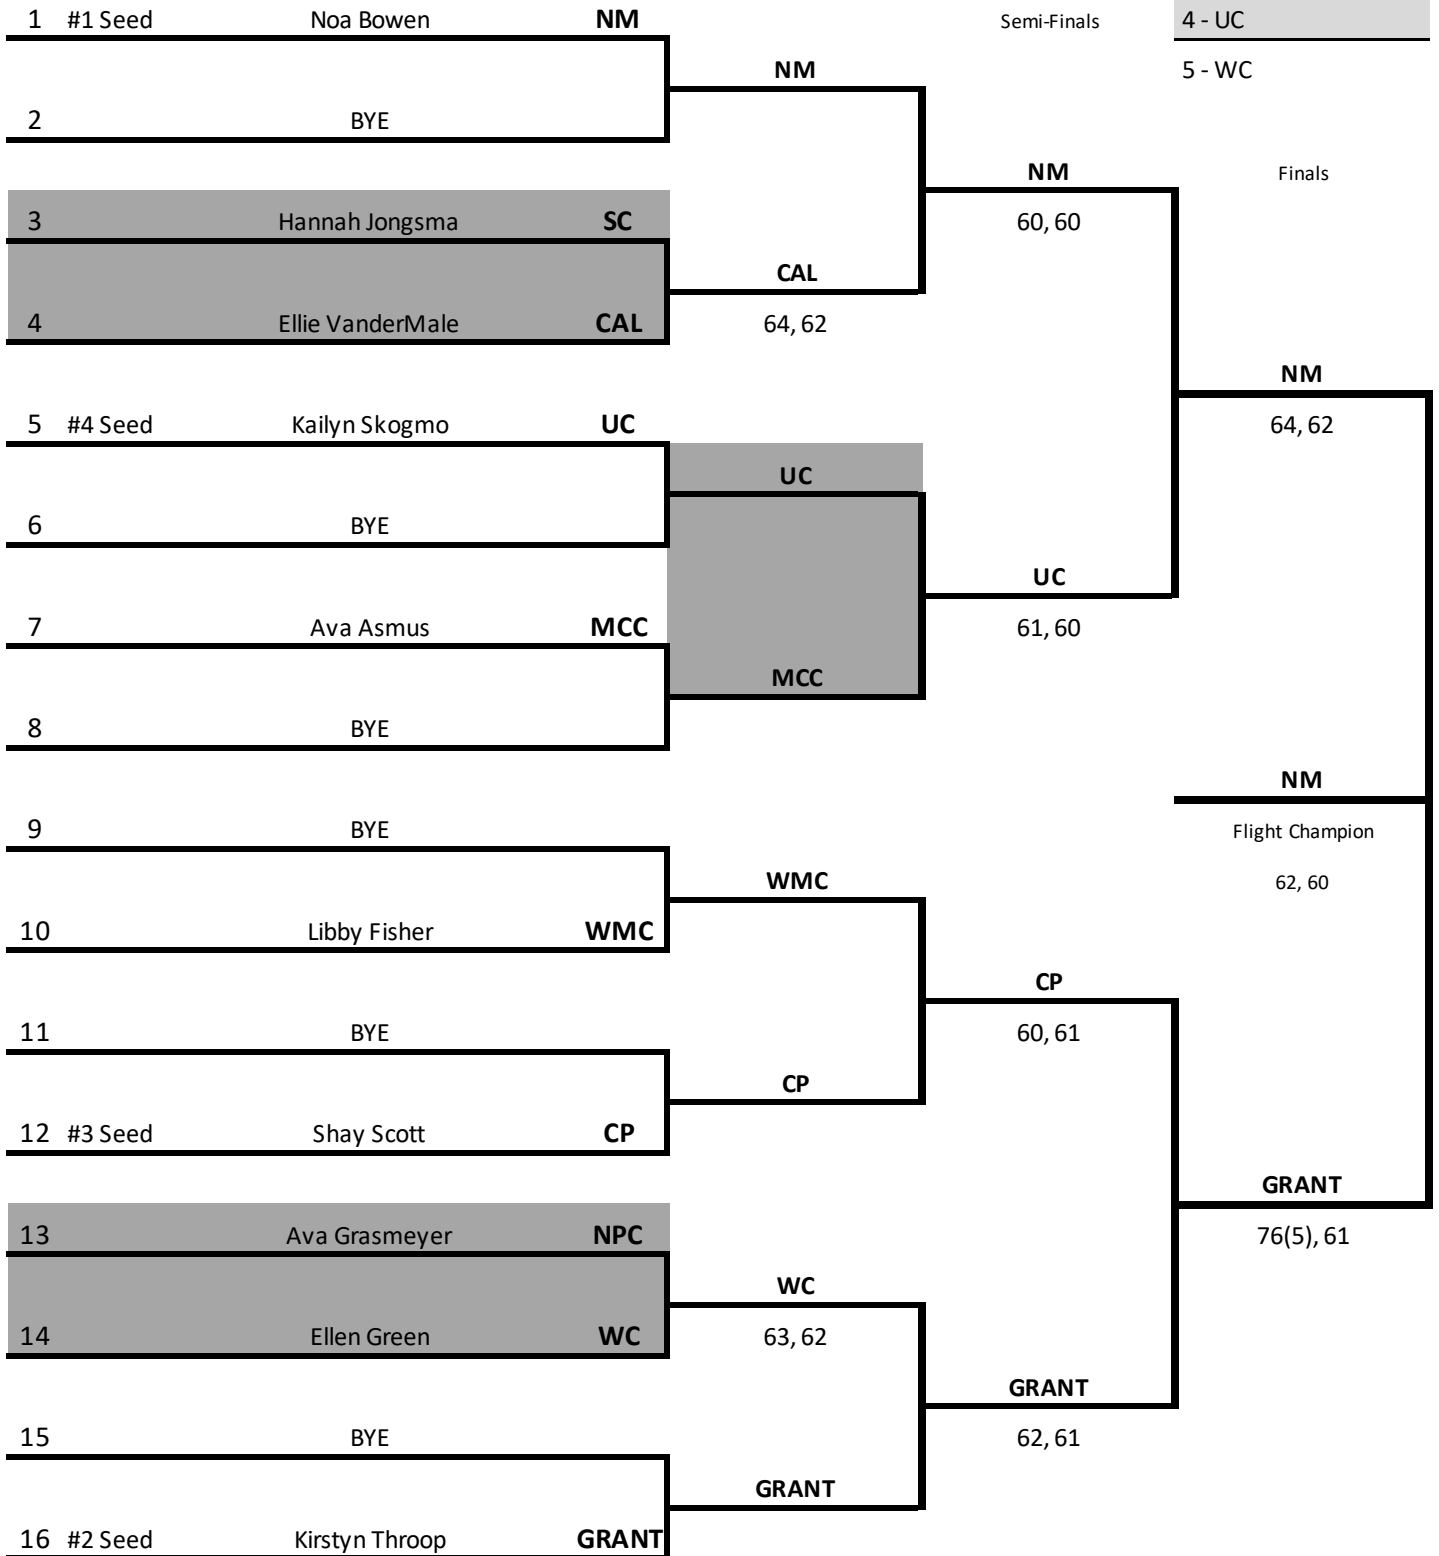 1 #1 Seed Noa Bowen NM Semi-Finals 4 - UC
NM 5 - WC
2 BYE
NM Finals
3 Hannah Jongsma SC 60, 60
CAL
4 Ellie VanderMale CAL 64, 62
NM
5 #4 Seed Kailyn Skogmo UC 64, 62
UC
6 BYE
UC
7 Ava Asmus MCC 61, 60
MCC
8 BYE
NM
9 BYE Flight Champion
WMC 62, 60
10 Libby Fisher WMC
CP
11 BYE 60, 61
CP
12 #3 Seed Shay Scott CP
GRANT
13 Ava Grasmeyer NPC 76(5), 61
WC
14 Ellen Green WC 63, 62
GRANT
15 BYE 62, 61
GRANT
16 #2 Seed Kirstyn Throop GRANT